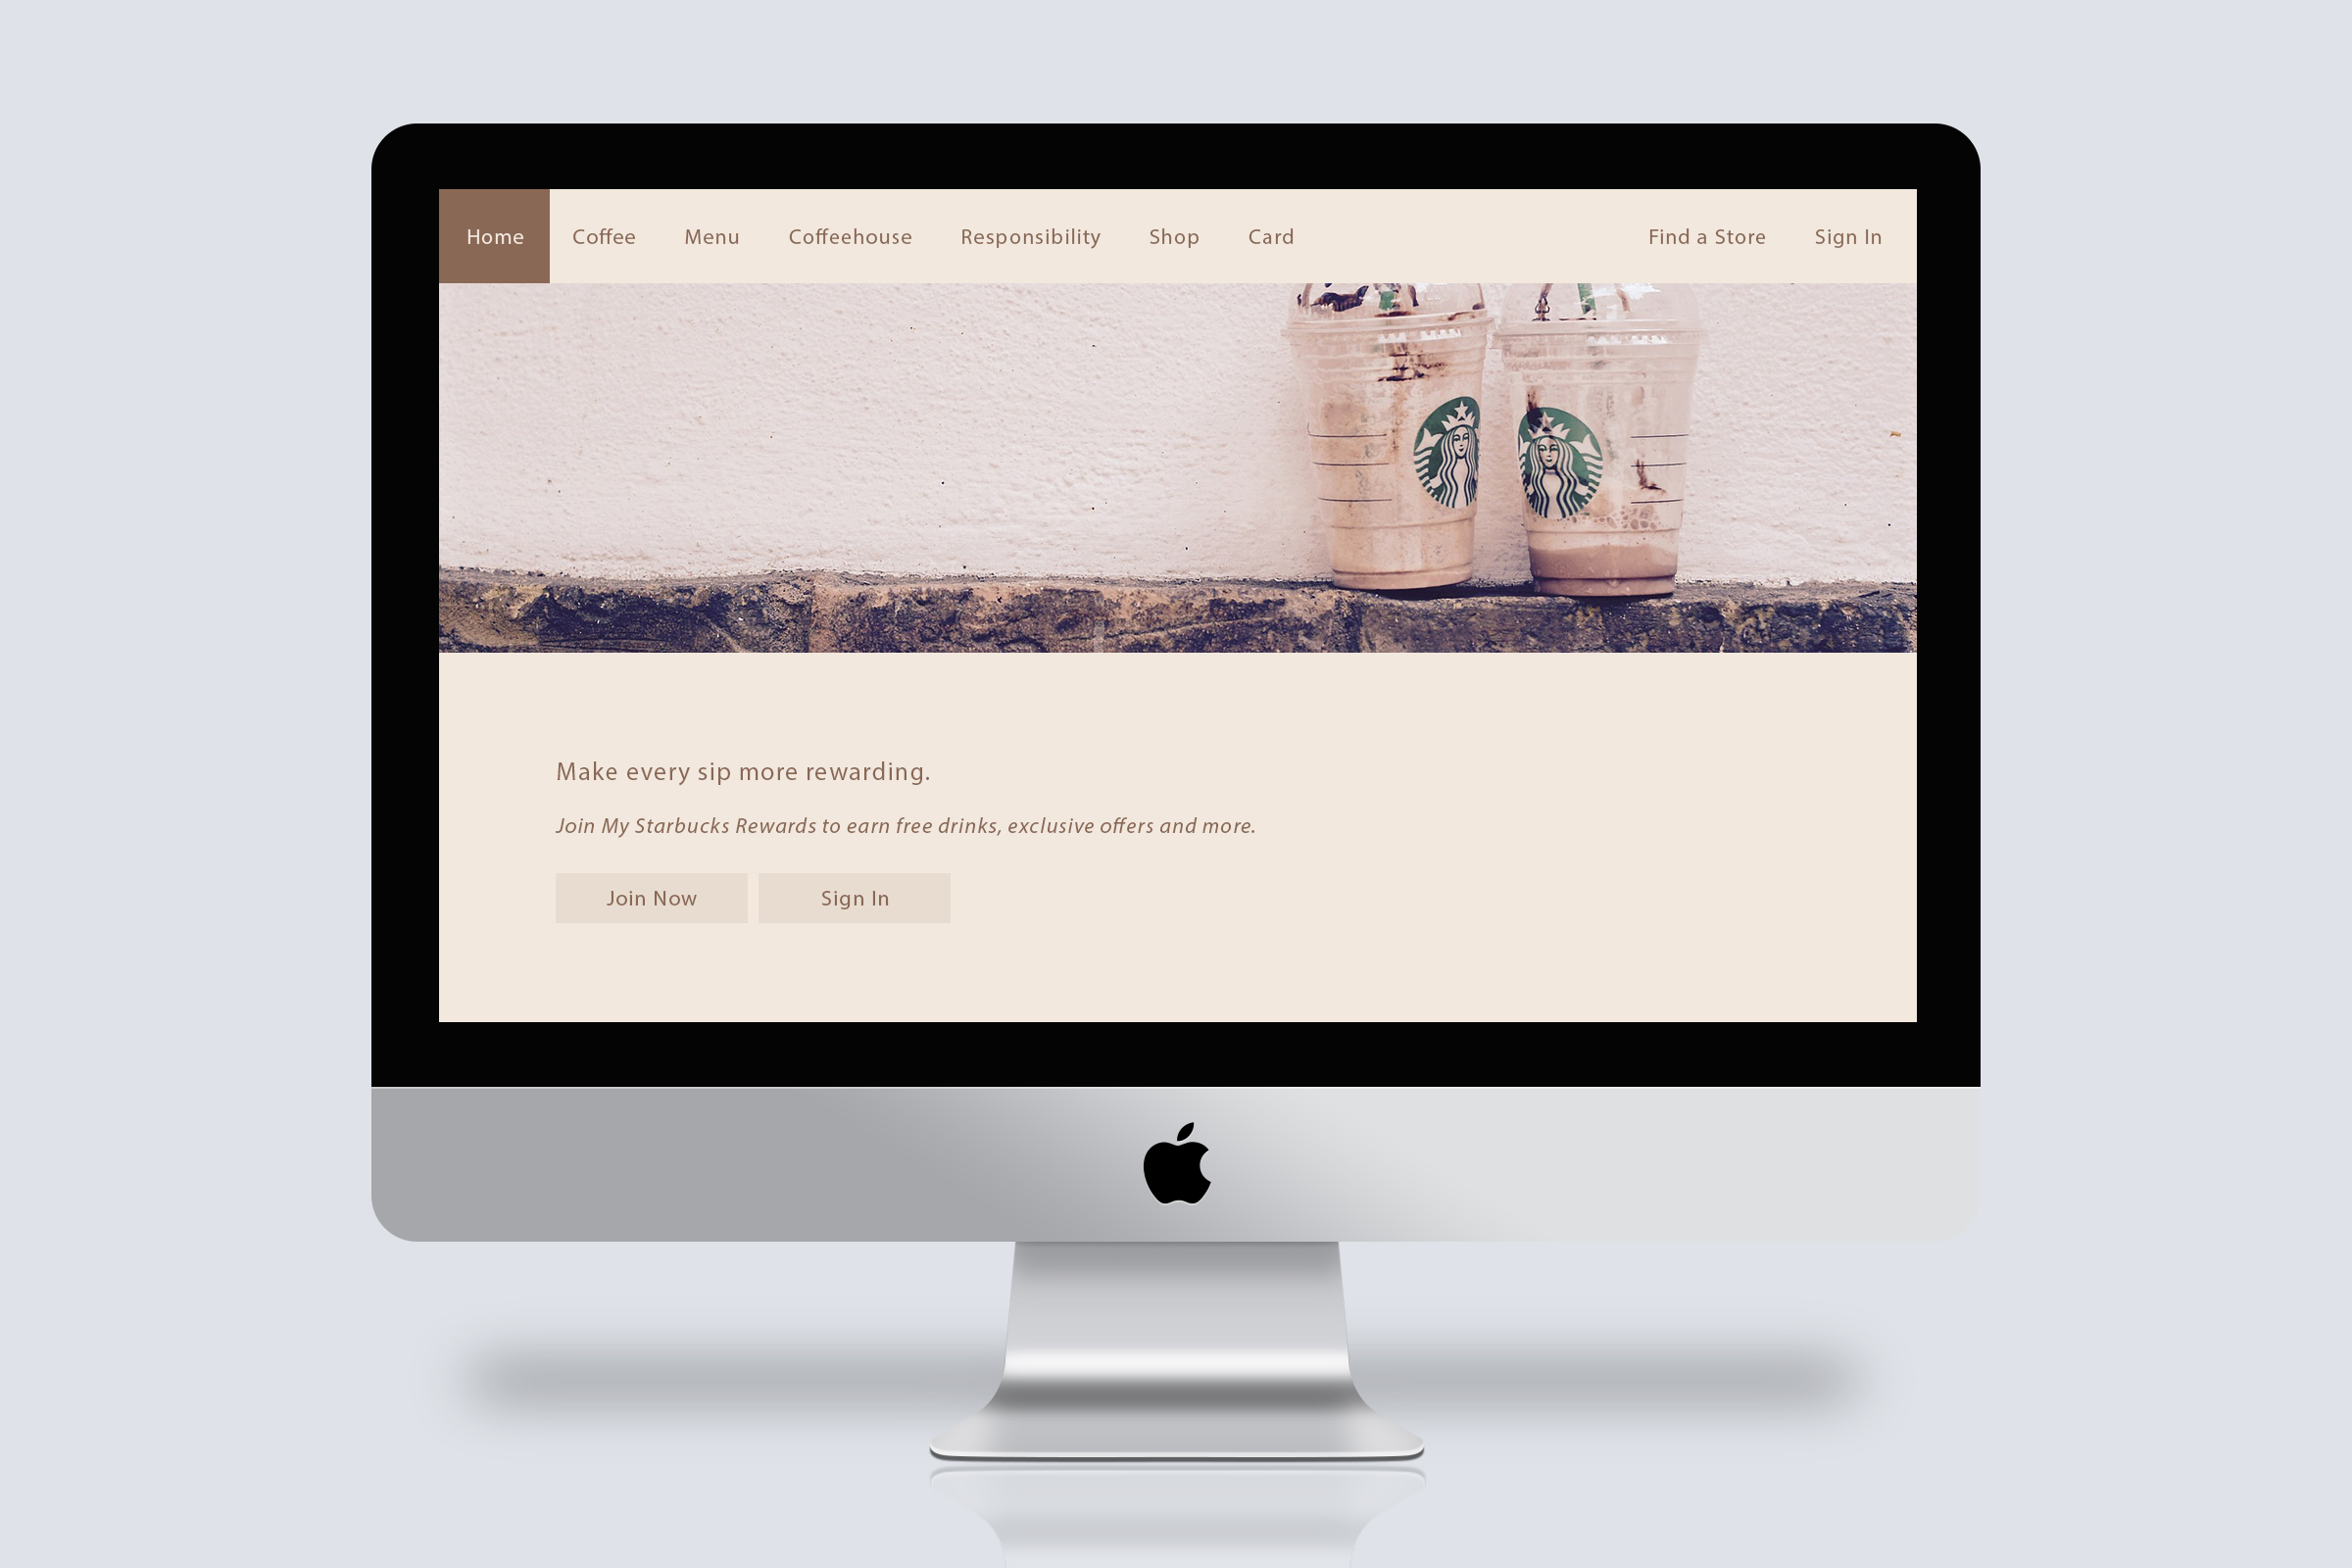 Home Coffee Menu Coffeehouse Responsibility Shop Card Find a Store Sign In
Make every sip more rewarding.
Join My Starbucks Rewards to earn free drinks, exclusive offers and more.
Join Now Sign In